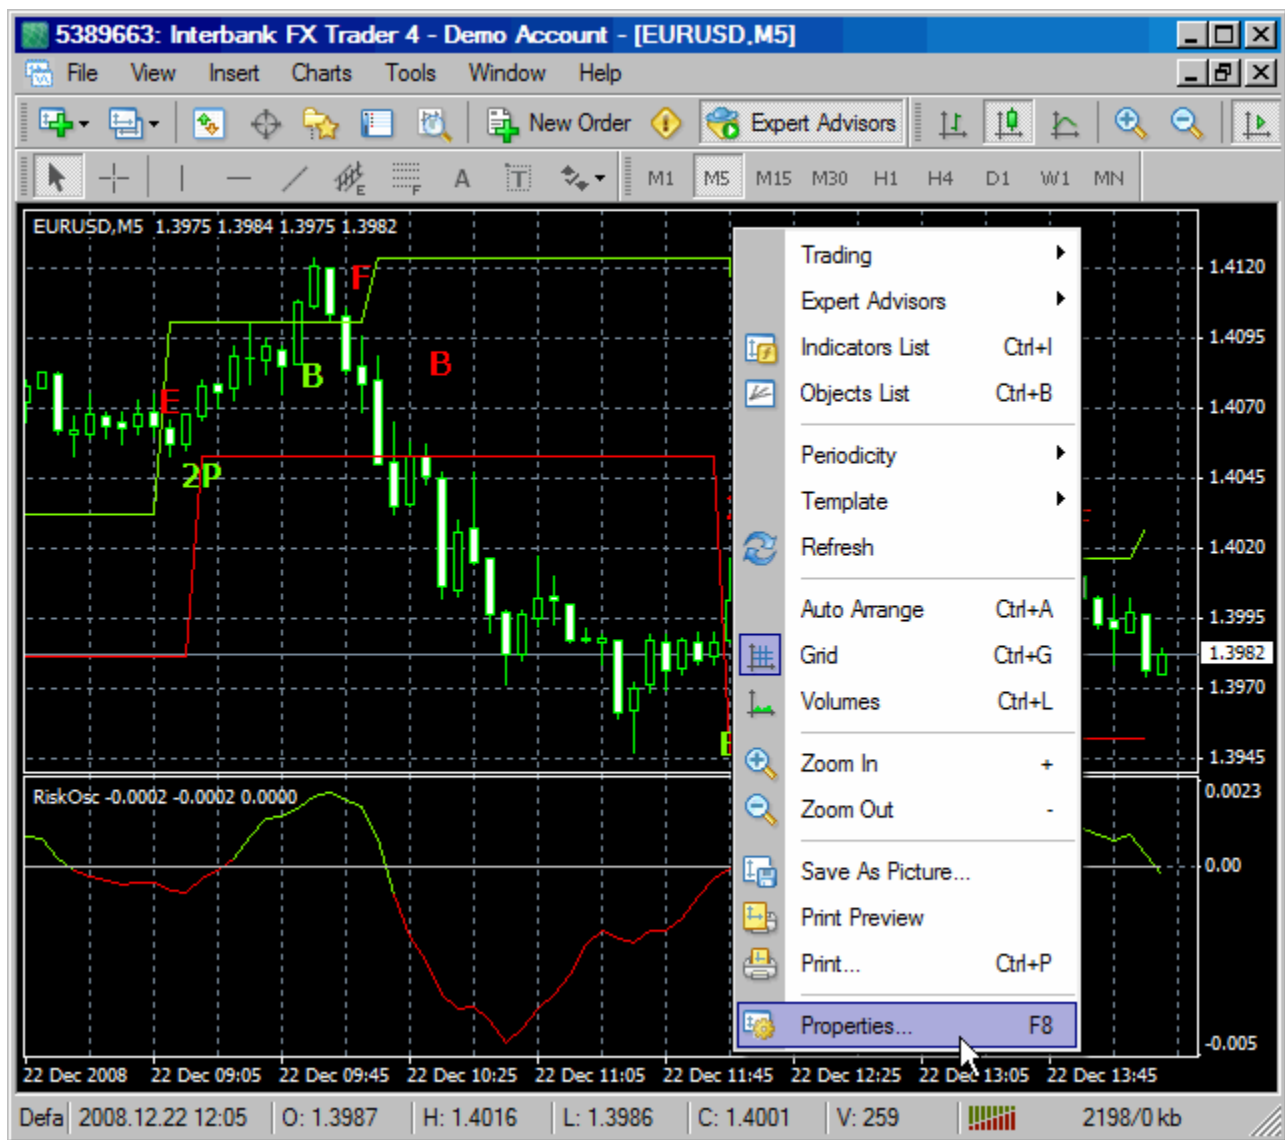 5389663: Interbank FX Trader 4 - Demo Account - [EURUSD,M5]
File View Insert Charts Tools Window Help
New Order Expert Advisors
E F A T M1 M5 M15 M30 H1 H4 D1 W1 MN
EURUSD,M5 1.3975 1.3984 1.3975 1.3982
F
B
B
E
2P
1.4120
1.4095
1.4070
1.4045
1.4020
1.3995
1.3982
1.3970
1.3945
Trading
Expert Advisors
Indicators List Ctrl+I
Objects List Ctrl+B
Periodicity
Template
Refresh
Auto Arrange Ctrl+A
Grid Ctrl+G
Volumes Ctrl+L
Zoom In +
Zoom Out -
Save As Picture...
Print Preview
Print... Ctrl+P
Properties... F8
RiskOsc -0.0002 -0.0002 0.0000
0.0023
0.00
-0.005
22 Dec 2008 22 Dec 09:05 22 Dec 09:45 22 Dec 10:25 22 Dec 11:05 22 Dec 11:45 22 Dec 12:25 22 Dec 13:05 22 Dec 13:45
Defa 2008.12.22 12:05 O: 1.3987 H: 1.4016 L: 1.3986 C: 1.4001 V: 259 2198/0 kb